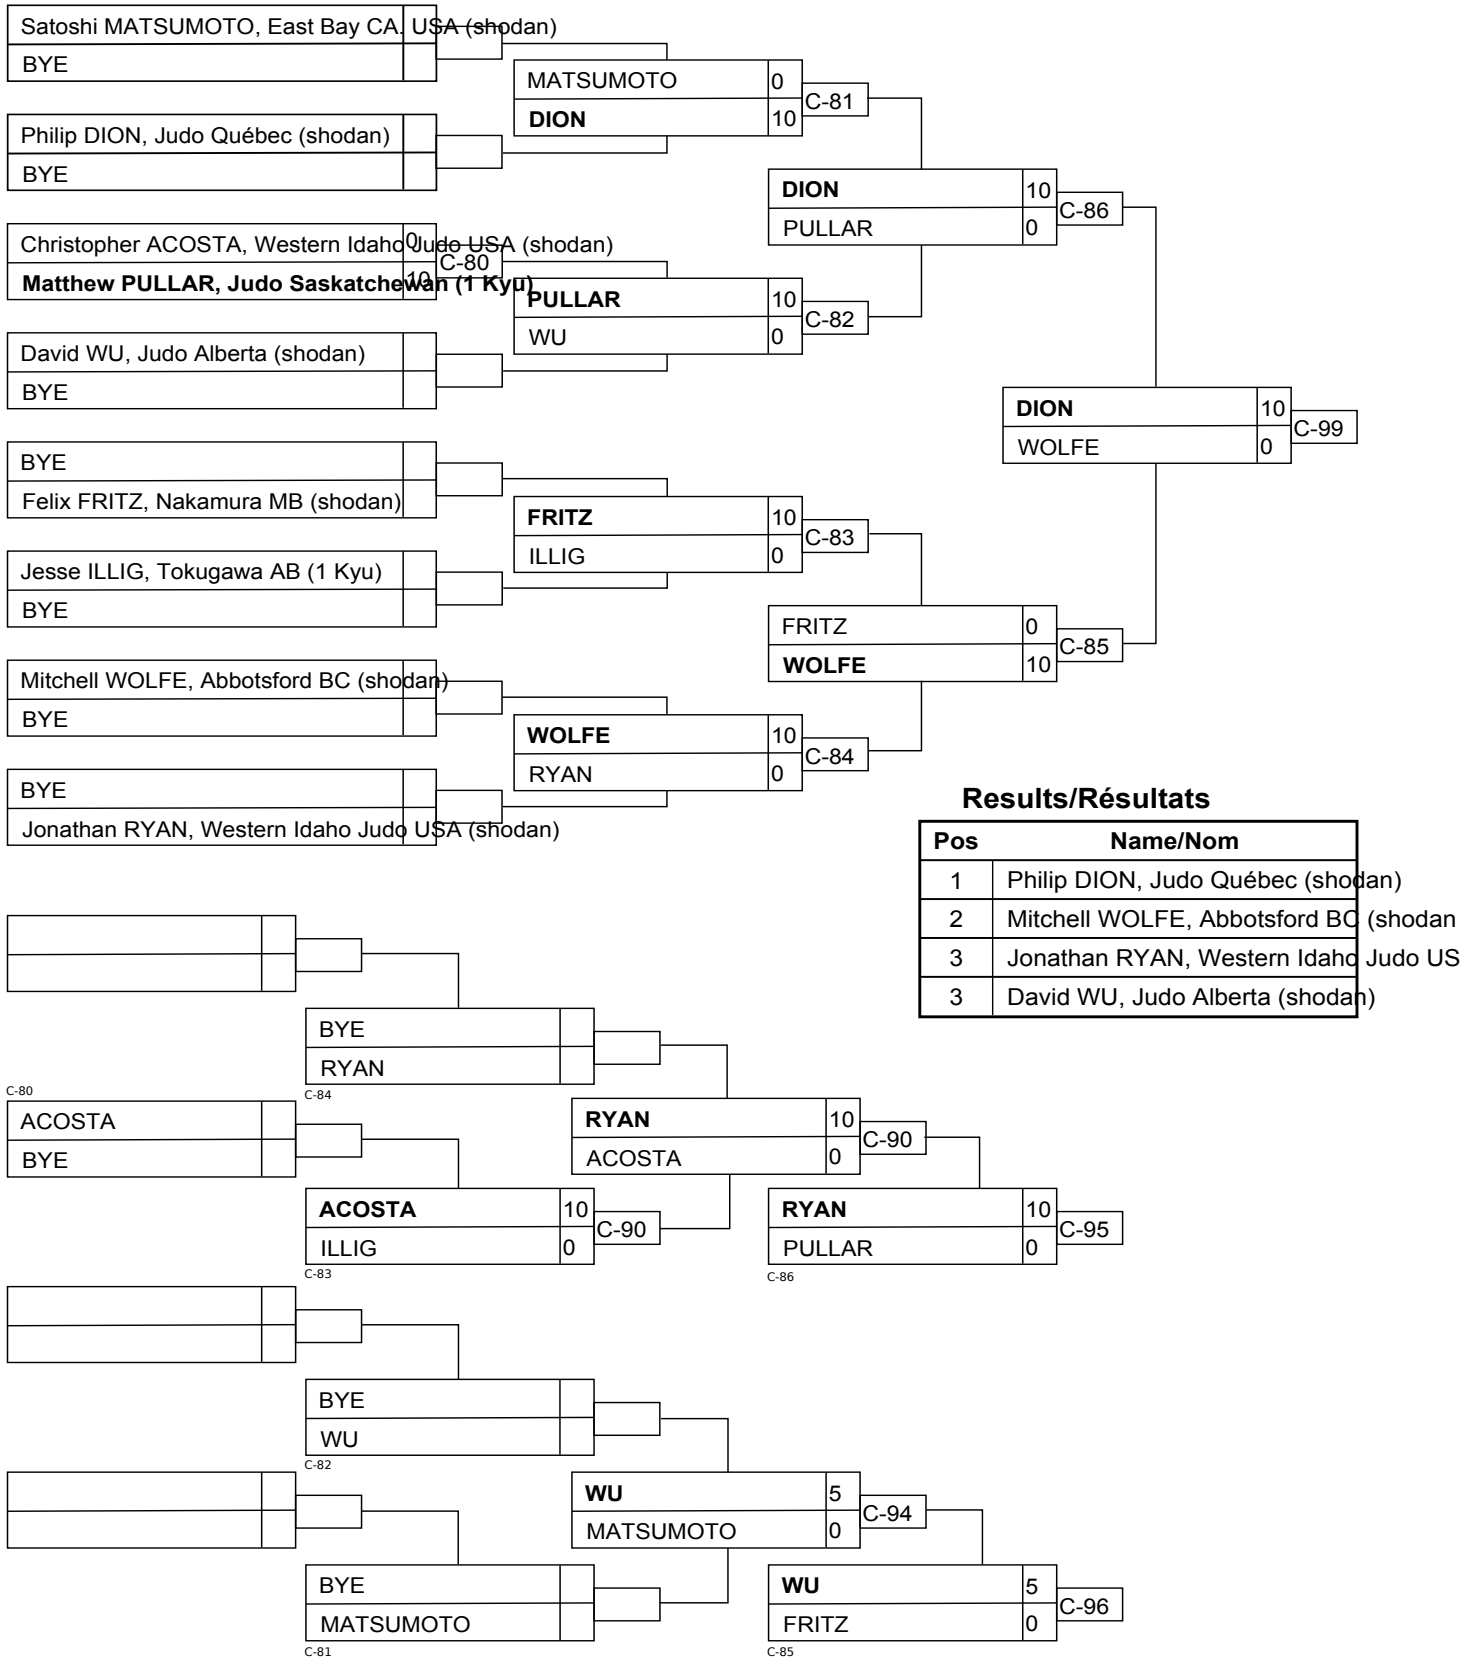 Satoshi MATSUMOTO, East Bay CA. USA (shodan)
BYE
MATSUMOTO 0
DION 10
C-81
Philip DION, Judo Québec (shodan)
BYE
DION 10
PULLAR 0
C-86
Christopher ACOSTA, Western Idaho Judo USA (shodan) 0
Matthew PULLAR, Judo Saskatchewan (1 Kyu) 10
C-80
PULLAR 10
WU 0
C-82
David WU, Judo Alberta (shodan)
BYE
DION 10
WOLFE 0
C-99
BYE
Felix FRITZ, Nakamura MB (shodan)
FRITZ 10
ILLIG 0
C-83
Jesse ILLIG, Tokugawa AB (1 Kyu)
BYE
FRITZ 0
WOLFE 10
C-85
Mitchell WOLFE, Abbotsford BC (shodan)
BYE
WOLFE 10
RYAN 0
C-84
BYE
Jonathan RYAN, Western Idaho Judo USA (shodan)
Results/Résultats
Pos Name/Nom
1 Philip DION, Judo Québec (shodan)
2 Mitchell WOLFE, Abbotsford BC (shodan
3 Jonathan RYAN, Western Idaho Judo US
3 David WU, Judo Alberta (shodan)
BYE
RYAN
C-84
C-80
ACOSTA
BYE
RYAN 10
ACOSTA 0
C-90
ACOSTA 10
ILLIG 0
C-90
C-83
RYAN 10
PULLAR 0
C-95
C-86
BYE
WU
C-82
WU 5
MATSUMOTO 0
C-94
BYE
MATSUMOTO
C-81
WU 5
FRITZ 0
C-96
C-85